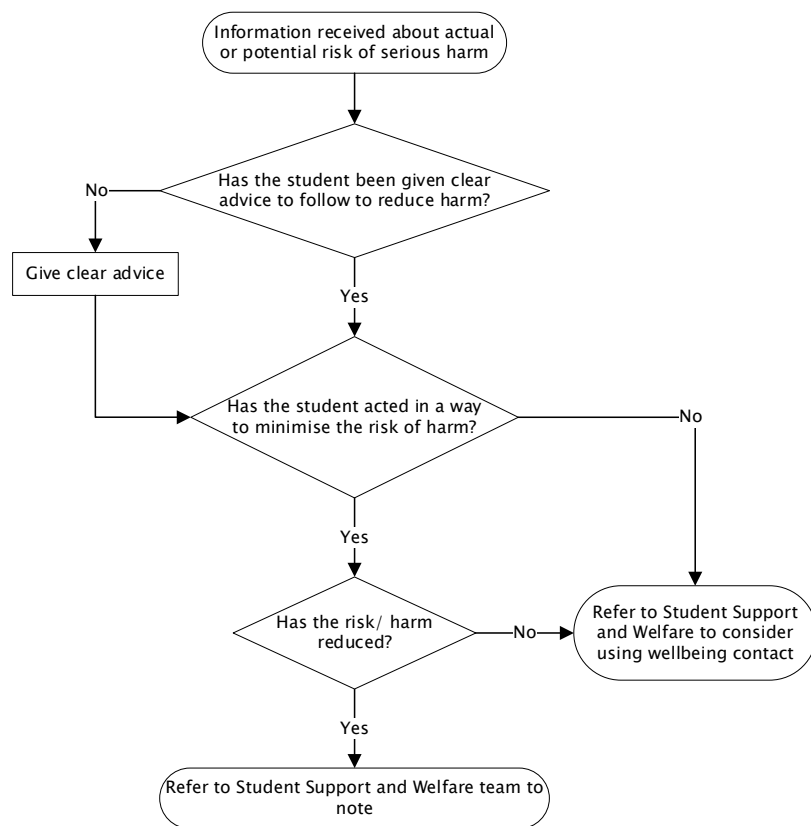 Information received about actual
or potential risk of serious harm
Has the student been given clear
advice to follow to reduce harm?
No
Give clear advice
Yes
Has the student acted in a way
to minimise the risk of harm?
No
Yes
Has the risk/ harm
reduced?
No
Refer to Student Support
and Welfare to consider
using wellbeing contact
Yes
Refer to Student Support and Welfare team to
note